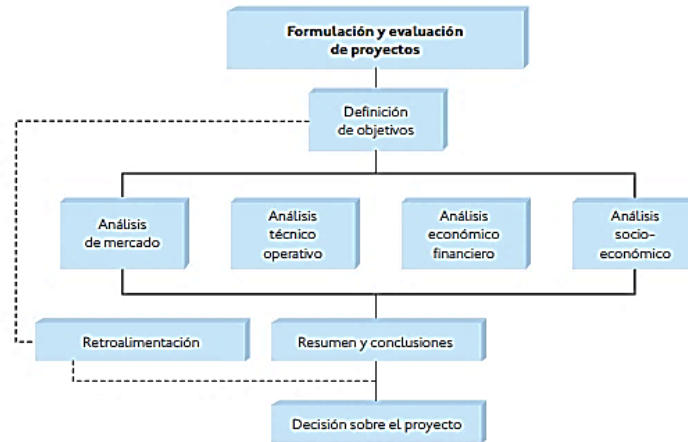 Formulación y evaluación
de proyectos
Definición
de objetivos
Análisis
de mercado
Análisis
técnico
operativo
Análisis
económico
financiero
Análisis
socio-
económico
Retroalimentación
Resumen y conclusiones
Decisión sobre el proyecto